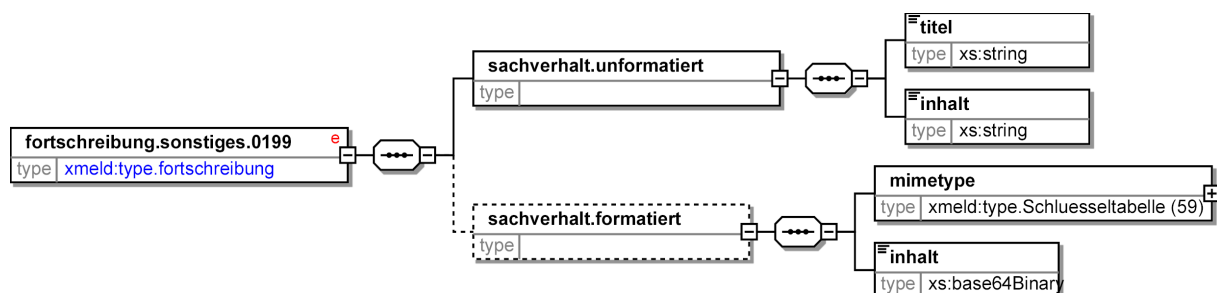 titel
type xs:string
sachverhalt.unformatiert
type
inhalt
type xs:string
fortschreibung.sonstiges.0199 e
type xmeld:type.fortschreibung
mimetype
type xmeld:type.Schluesseltabelle (59)
sachverhalt.formatiert
type
inhalt
type xs:base64Binary